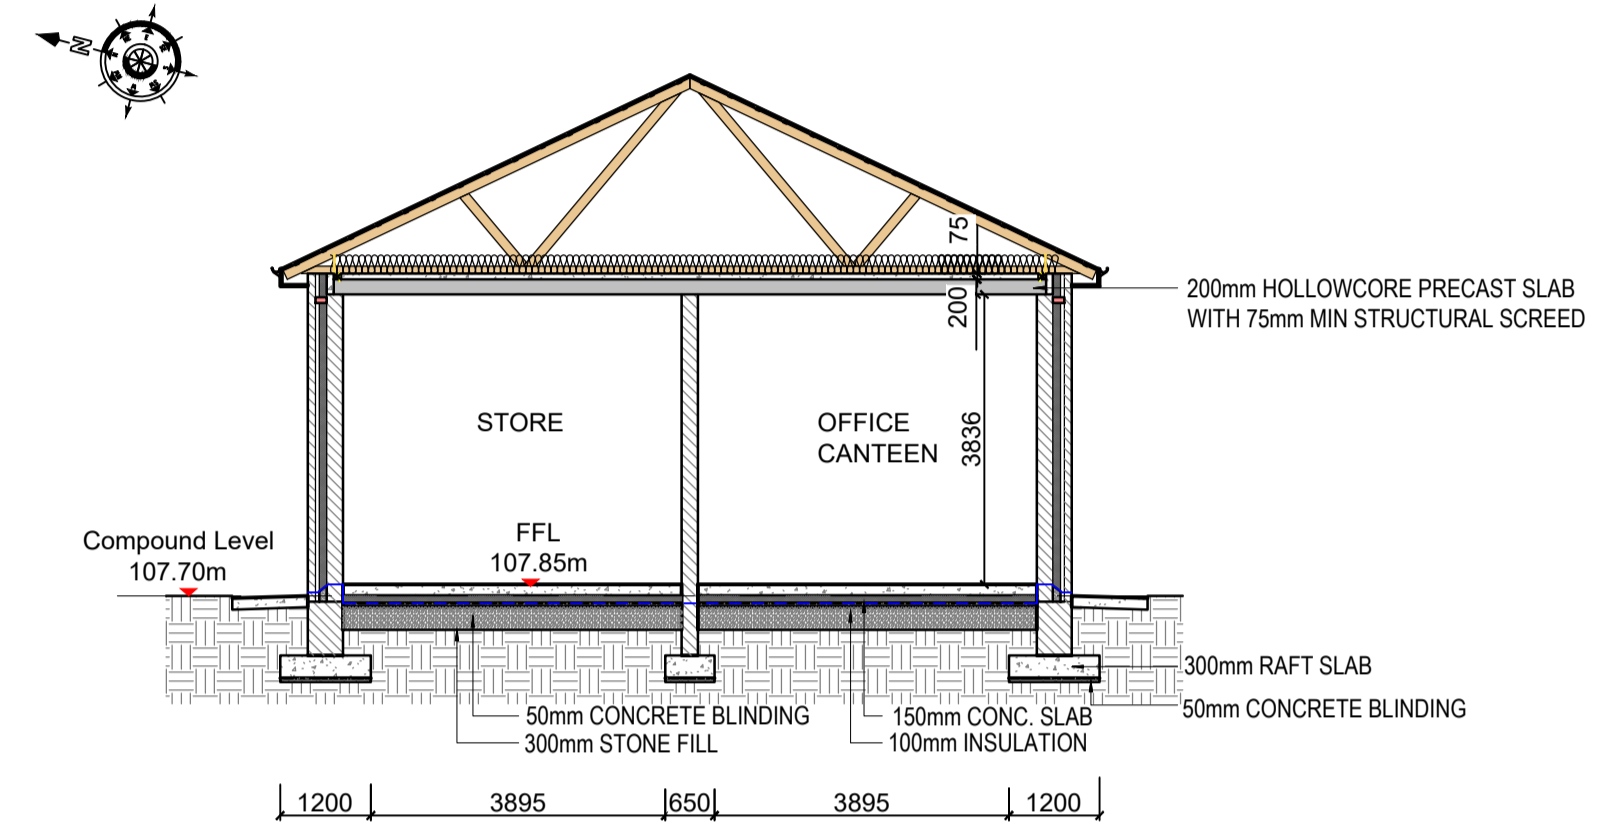 N
75
200
200mm HOLLOWCORE PRECAST SLAB
WITH 75mm MIN STRUCTURAL SCREED
STORE
OFFICE
CANTEEN
3836
FFL
107.85m
Compound Level
107.70m
300mm RAFT SLAB
50mm CONCRETE BLINDING
50mm CONCRETE BLINDING
300mm STONE FILL
150mm CONC. SLAB
100mm INSULATION
1200
3895
650
3895
1200